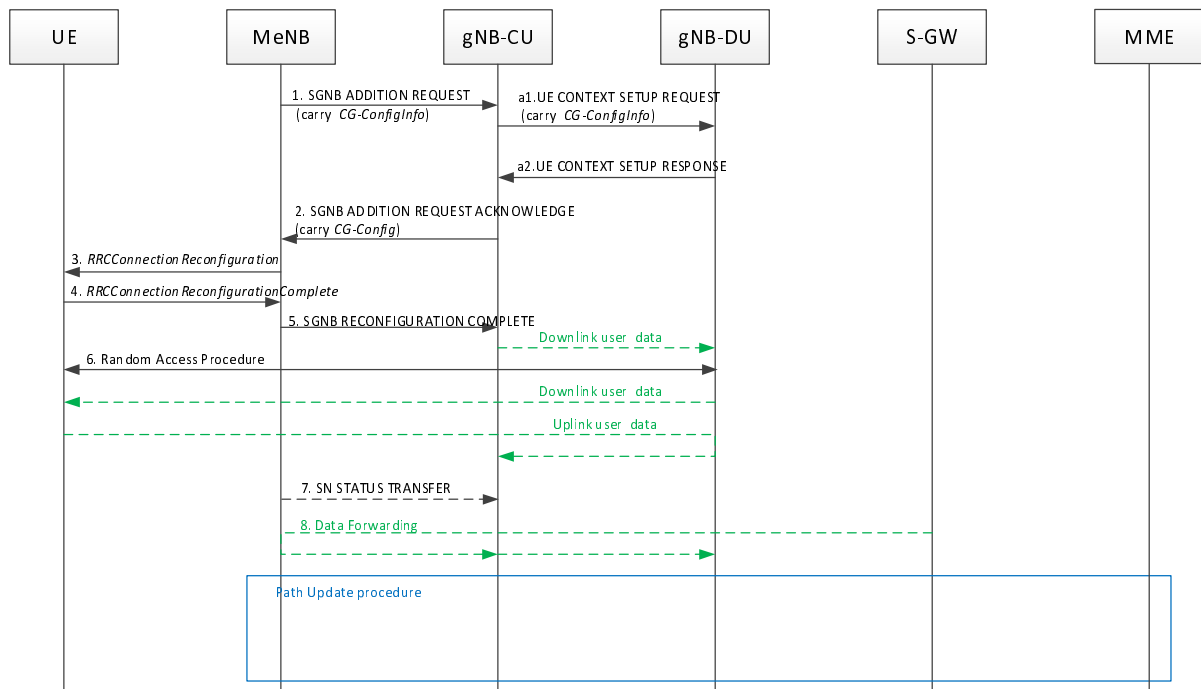 UE
MeNB
gNB-CU
gNB-DU
S-GW
MME
1. SGNB ADDITION REQUEST
(carry CG-ConfigInfo)
a1.UE CONTEXT SETUP REQUEST
(carry CG-ConfigInfo)
a2.UE CONTEXT SETUP RESPONSE
2. SGNB ADDITION REQUEST ACKNOWLEDGE
(carry CG-Config)
3. RRCConnectionReconfiguration
4. RRCConnectionReconfigurationComplete
5. SGNB RECONFIGURATION COMPLETE
Downlink user data
6. Random Access Procedure
Downlink user data
Uplink user data
7. SN STATUS TRANSFER
8. Data Forwarding
Path Update procedure